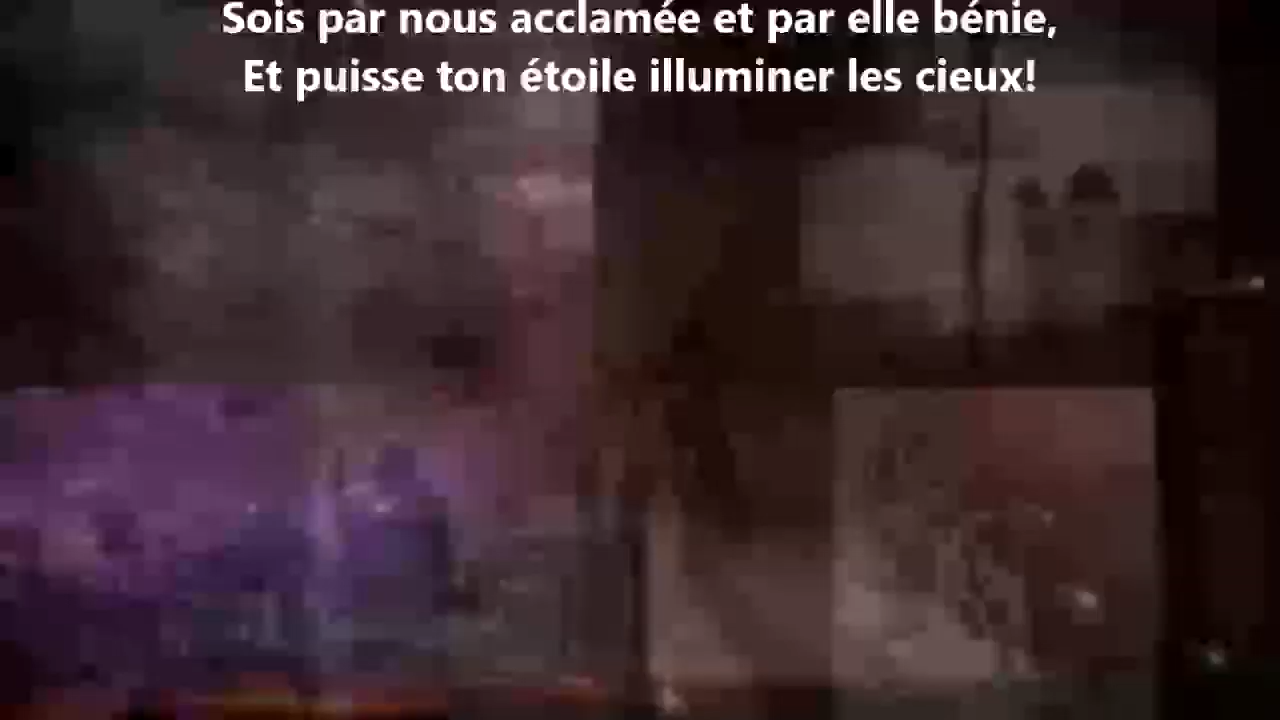 Sois par nous acclamée et par elle bénie,
Et puisse ton étoile illuminer les cieux!